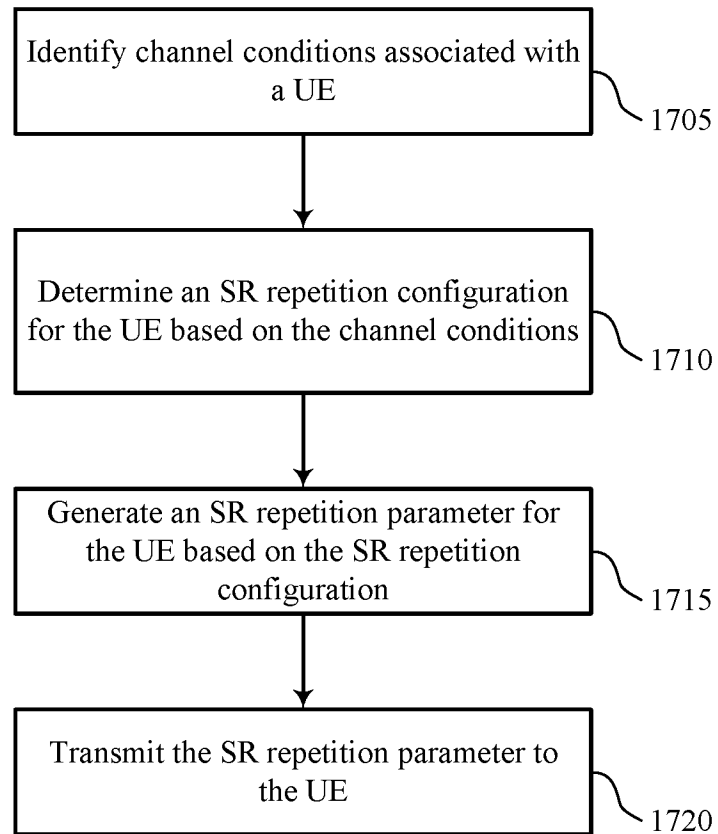 Identify channel conditions associated with
a UE
1705
Determine an SR repetition configuration
for the UE based on the channel conditions
1710
Generate an SR repetition parameter for
the UE based on the SR repetition
configuration
1715
Transmit the SR repetition parameter to
the UE
1720